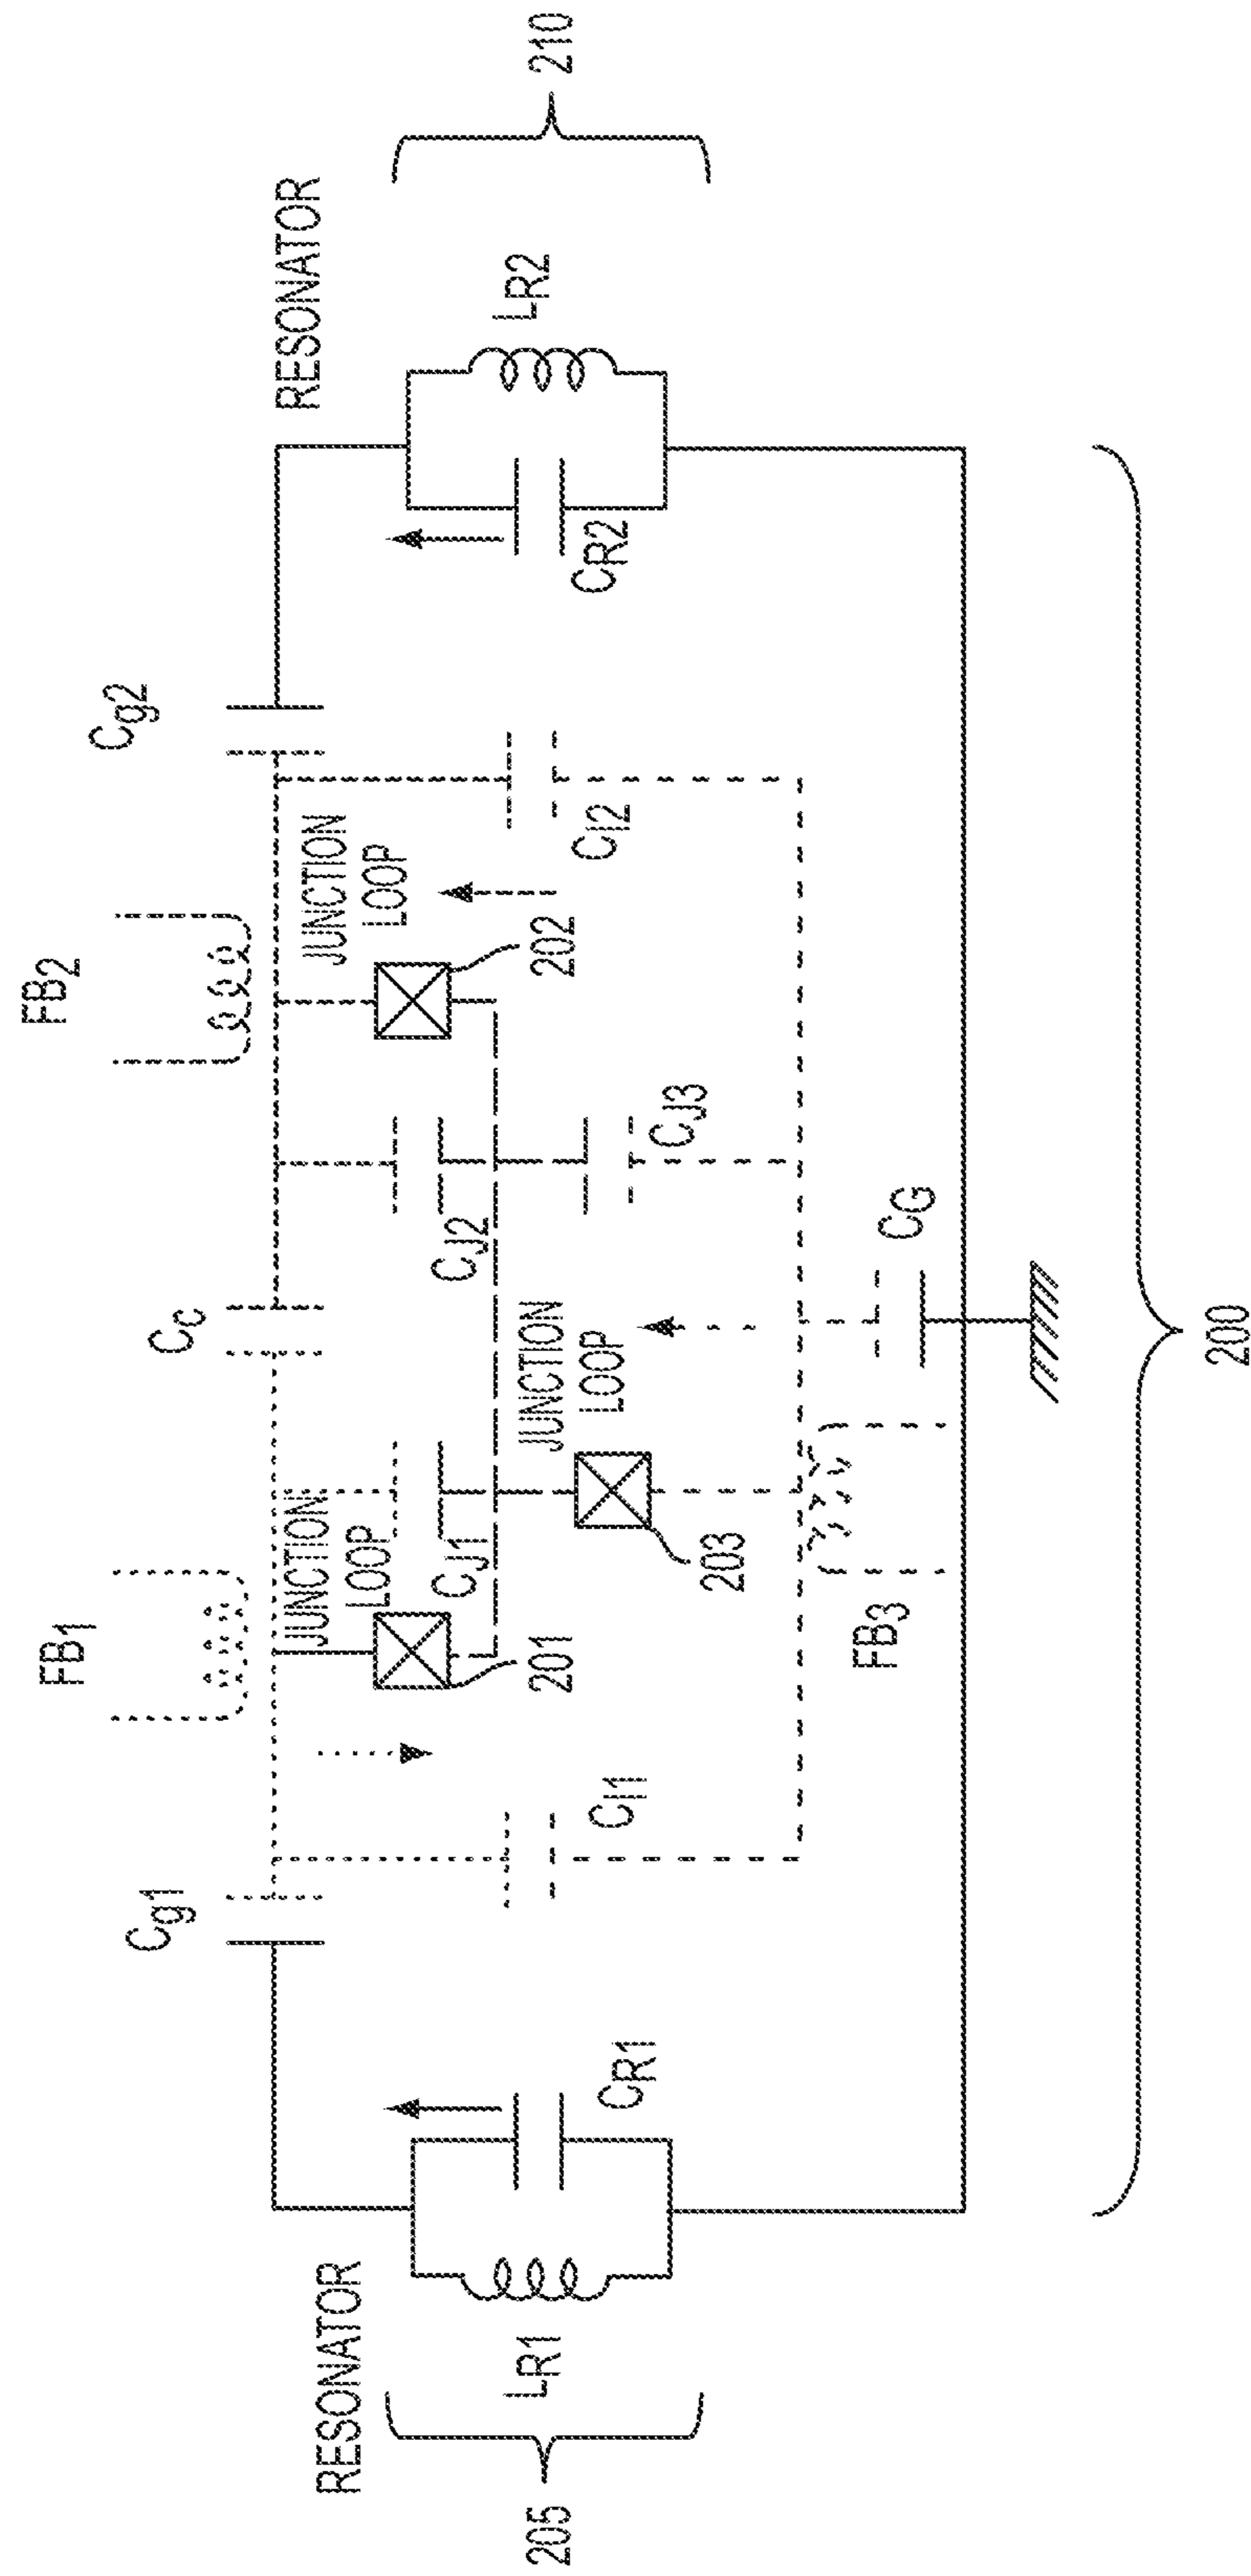 FB1
FB2
Cg1
Cc
Cg2
RESONATOR
RESONATOR
JUNCTION
LOOP
JUNCTION
LOOP
JUNCTION
LOOP
205
LR1
CR1
CI1
201
CJ1
203
CJ2
CJ3
202
CI2
CR2
LR2
210
FB3
CG
200